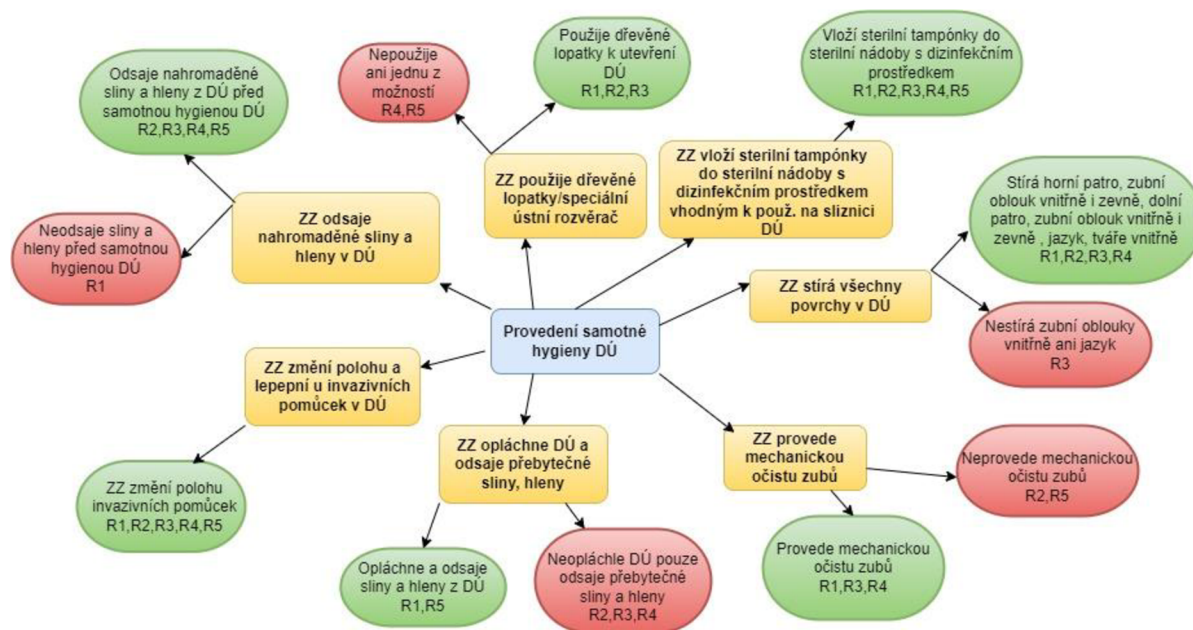 Odsaje nahromaděné
sliny a hleny z DÚ před
samotnou hygienou DÚ
R2,R3,R4,R5
Nepoužije
ani jednu z
možností
R4,R5
Použije dřevěné
lopatky k utevření
DÚ
R1,R2,R3
Vloží sterilní tampónky do
sterilní nádoby s dizinfekčním
prostředkem
R1,R2,R3,R4,R5
ZZ odsaje
nahromaděné sliny a
hleny v DÚ
ZZ použije dřevěné
lopatky/speciální
ústní rozvěrač
ZZ vloží sterilní tampónky
do sterilní nádoby s
dizinfekčním prostředkem
vhodným k použ. na sliznici
DÚ
Stírá horní patro, zubní
oblouk vnitřně i zevně, dolní
patro, zubní oblouk vnitřně i
zevně , jazyk, tváře vnitřně
R1,R2,R3,R4
Neodsaje sliny a
hleny před samotnou
hygienou DÚ
R1
ZZ stírá všechny
povrchy v DÚ
Provedení samotné
hygieny DÚ
Nestírá zubní oblouky
vnitřně ani jazyk
R3
ZZ změní polohu a
lepepní u invazivních
pomůcek v DÚ
ZZ opláchne DÚ a
odsaje přebytečné
sliny, hleny
ZZ provede
mechanickou
očistu zubů
Neprovede mechanickou
očistu zubů
R2,R5
ZZ změní polohu
invazivních pomůcek
R1,R2,R3,R4,R5
Opláchne a odsaje
sliny a hleny z DÚ
R1,R5
Neopláchle DÚ pouze
odsaje přebytečné
sliny a hleny
R2,R3,R4
Provede mechanickou
očistu zubů
R1,R3,R4